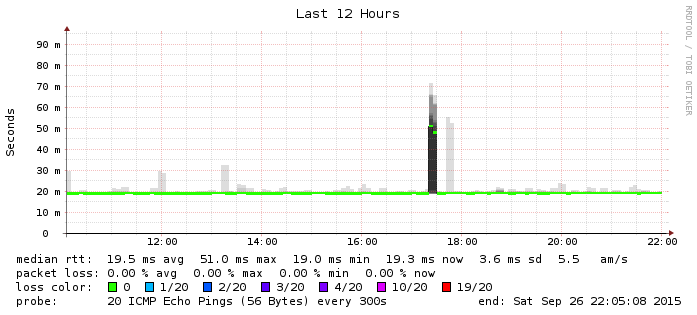 Last 12 Hours
RRDTOOL / TOBI OETIKER
Seconds
90 m
80 m
70 m
60 m
50 m
40 m
30 m
20 m
10 m
0
12:00 14:00 16:00 18:00 20:00 22:00
median rtt: 19.5 ms avg 51.0 ms max 19.0 ms min 19.3 ms now 3.6 ms sd 5.5 am/s
packet loss: 0.00 % avg 0.00 % max 0.00 % min 0.00 % now
loss color: 0 1/20 2/20 3/20 4/20 10/20 19/20
probe: 20 ICMP Echo Pings (56 Bytes) every 300s end: Sat Sep 26 22:05:08 2015